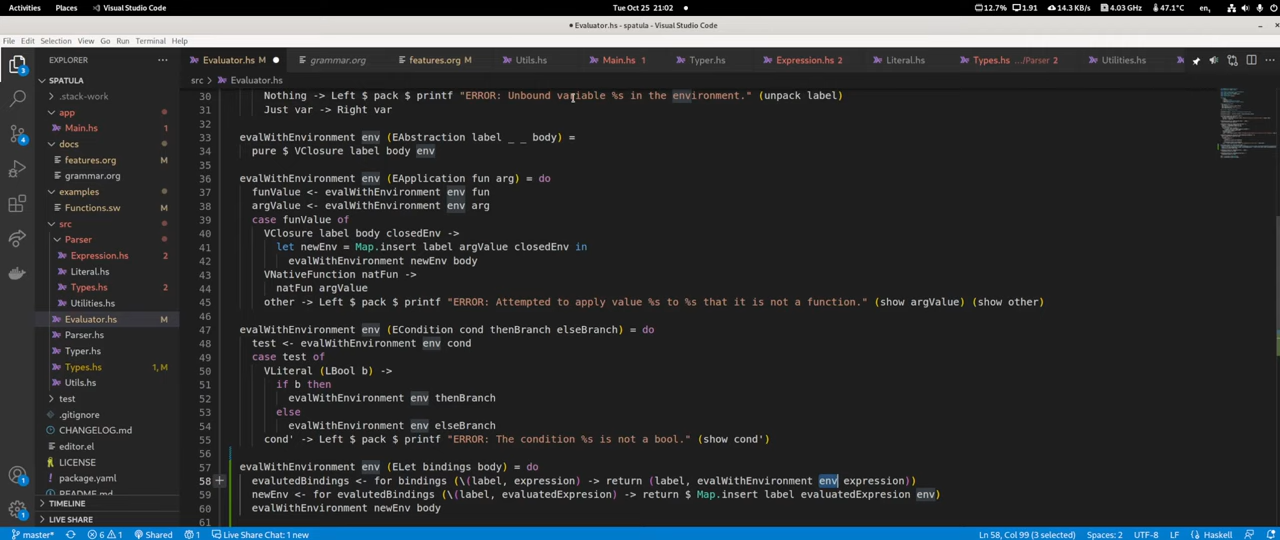 Activities Places Visual Studio Code Tue Oct 25 21:02 12.7% 1.91 14.3 KB/s 4.03 GHz 47.1°C en,
● Evaluator.hs - spatula - Visual Studio Code
File Edit Selection View Go Run Terminal Help
EXPLORER
SPATULA
.stack-work
app
Main.hs 1
docs
features.org M
grammar.org
examples
Functions.sw
src
Parser
Expression.hs 2
Literal.hs
Types.hs 2
Utilities.hs
Evaluator.hs M
Parser.hs
Typer.hs
Types.hs 1, M
Utils.hs
test
.gitignore
CHANGELOG.md
editor.el
LICENSE
package.yaml
README.md
TIMELINE
LIVE SHARE
3
4
Evaluator.hs M ● grammar.org features.org M Utils.hs Main.hs 1 Typer.hs Expression.hs 2 Literal.hs Types.hs .../Parser 2 Utilities.hs
src > Evaluator.hs
30 Nothing -> Left $ pack $ printf "ERROR: Unbound variable %s in the environment." (unpack label)
31 Just var -> Right var
32
33 evalWithEnvironment env (EAbstraction label _ _ body) =
34 pure $ VClosure label body env
35
36 evalWithEnvironment env (EApplication fun arg) = do
37 funValue <- evalWithEnvironment env fun
38 argValue <- evalWithEnvironment env arg
39 case funValue of
40 VClosure label body closedEnv ->
41 let newEnv = Map.insert label argValue closedEnv in
42 evalWithEnvironment newEnv body
43 VNativeFunction natFun ->
44 natFun argValue
45 other -> Left $ pack $ printf "ERROR: Attempted to apply value %s to %s that it is not a function." (show argValue) (show other)
46
47 evalWithEnvironment env (ECondition cond thenBranch elseBranch) = do
48 test <- evalWithEnvironment env cond
49 case test of
50 VLiteral (LBool b) ->
51 if b then
52 evalWithEnvironment env thenBranch
53 else
54 evalWithEnvironment env elseBranch
55 cond' -> Left $ pack $ printf "ERROR: The condition %s is not a bool." (show cond')
56
57 evalWithEnvironment env (ELet bindings body) = do
58 evalutedBindings <- for bindings (\(label, expression) -> return (label, evalWithEnvironment env expression))
59 newEnv <- for evalutedBindings (\(label, evaluatedExpression) -> return $ Map.insert label evaluatedExpresion env)
60 evalWithEnvironment newEnv body
61
master* 6 1 Shared 1 Live Share Chat: 1 new Ln 58, Col 99 (3 selected) Spaces: 2 UTF-8 LF Haskell